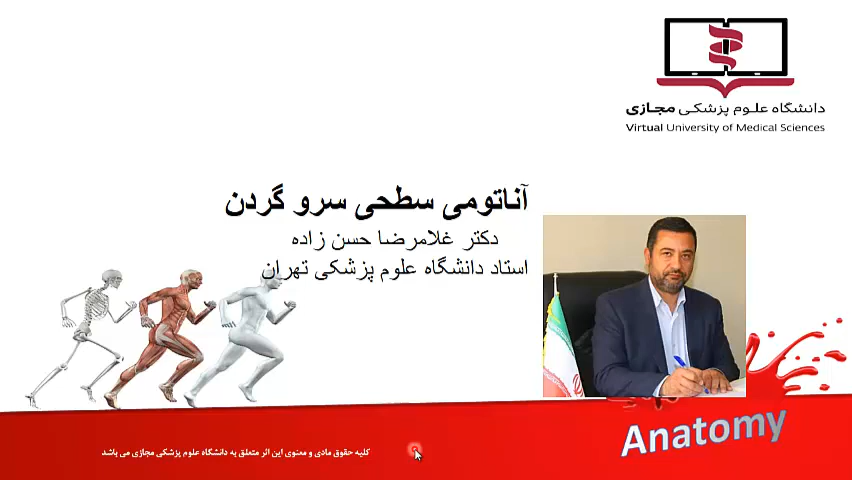 دانشگاه علوم پزشکی مجازی
Virtual University of Medical Sciences
آناتومی سطحی سرو گردن
دکتر غلامرضا حسن زاده
استاد دانشگاه علوم پزشکی تهران
Anatomy
کلیه حقوق مادی و معنوی این اثر متعلق به دانشگاه علوم پزشکی مجازی می باشد